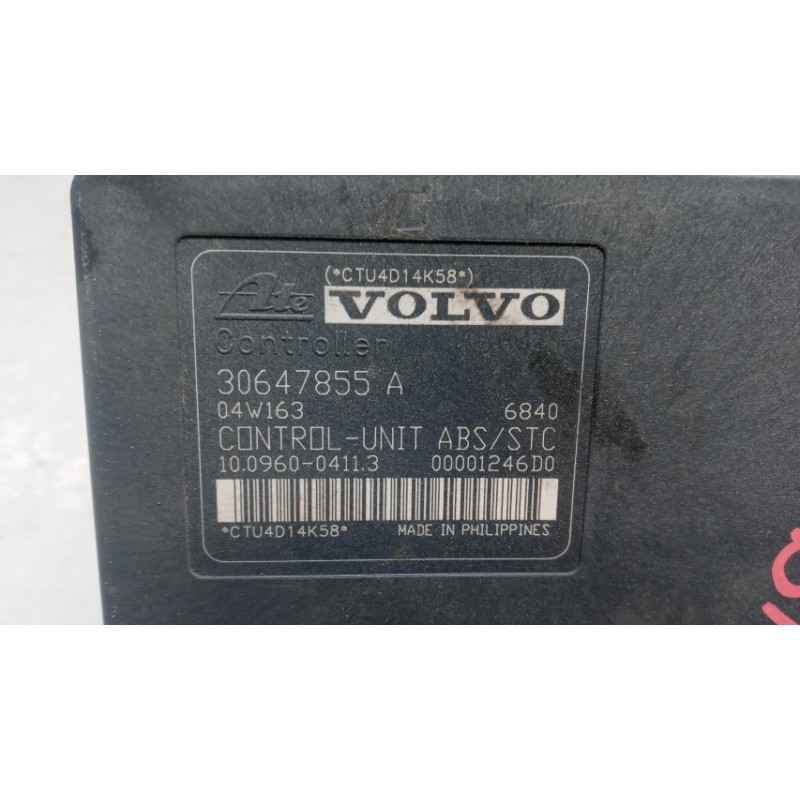 (*CTU4D14K58*)
Ate VOLVO
Controller
30647855 A
04W163 6840
CONTROL-UNIT ABS/STC
10.0960-0411.3 00001246D0
*CTU4D14K58* MADE IN PHILIPPINES